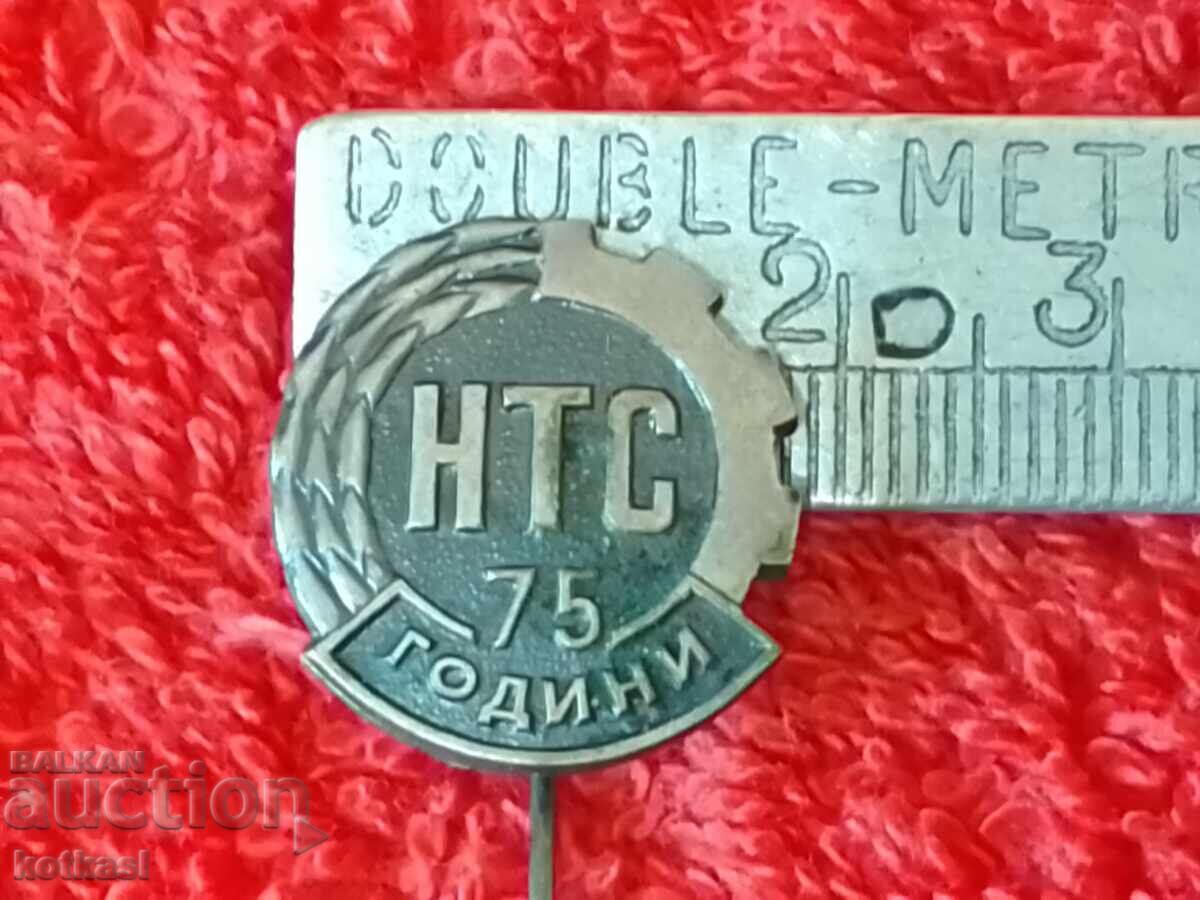 DOUBLE-METR
2 3
НТС
75
ГОДИНИ
BALKAN
auction
kotkasl